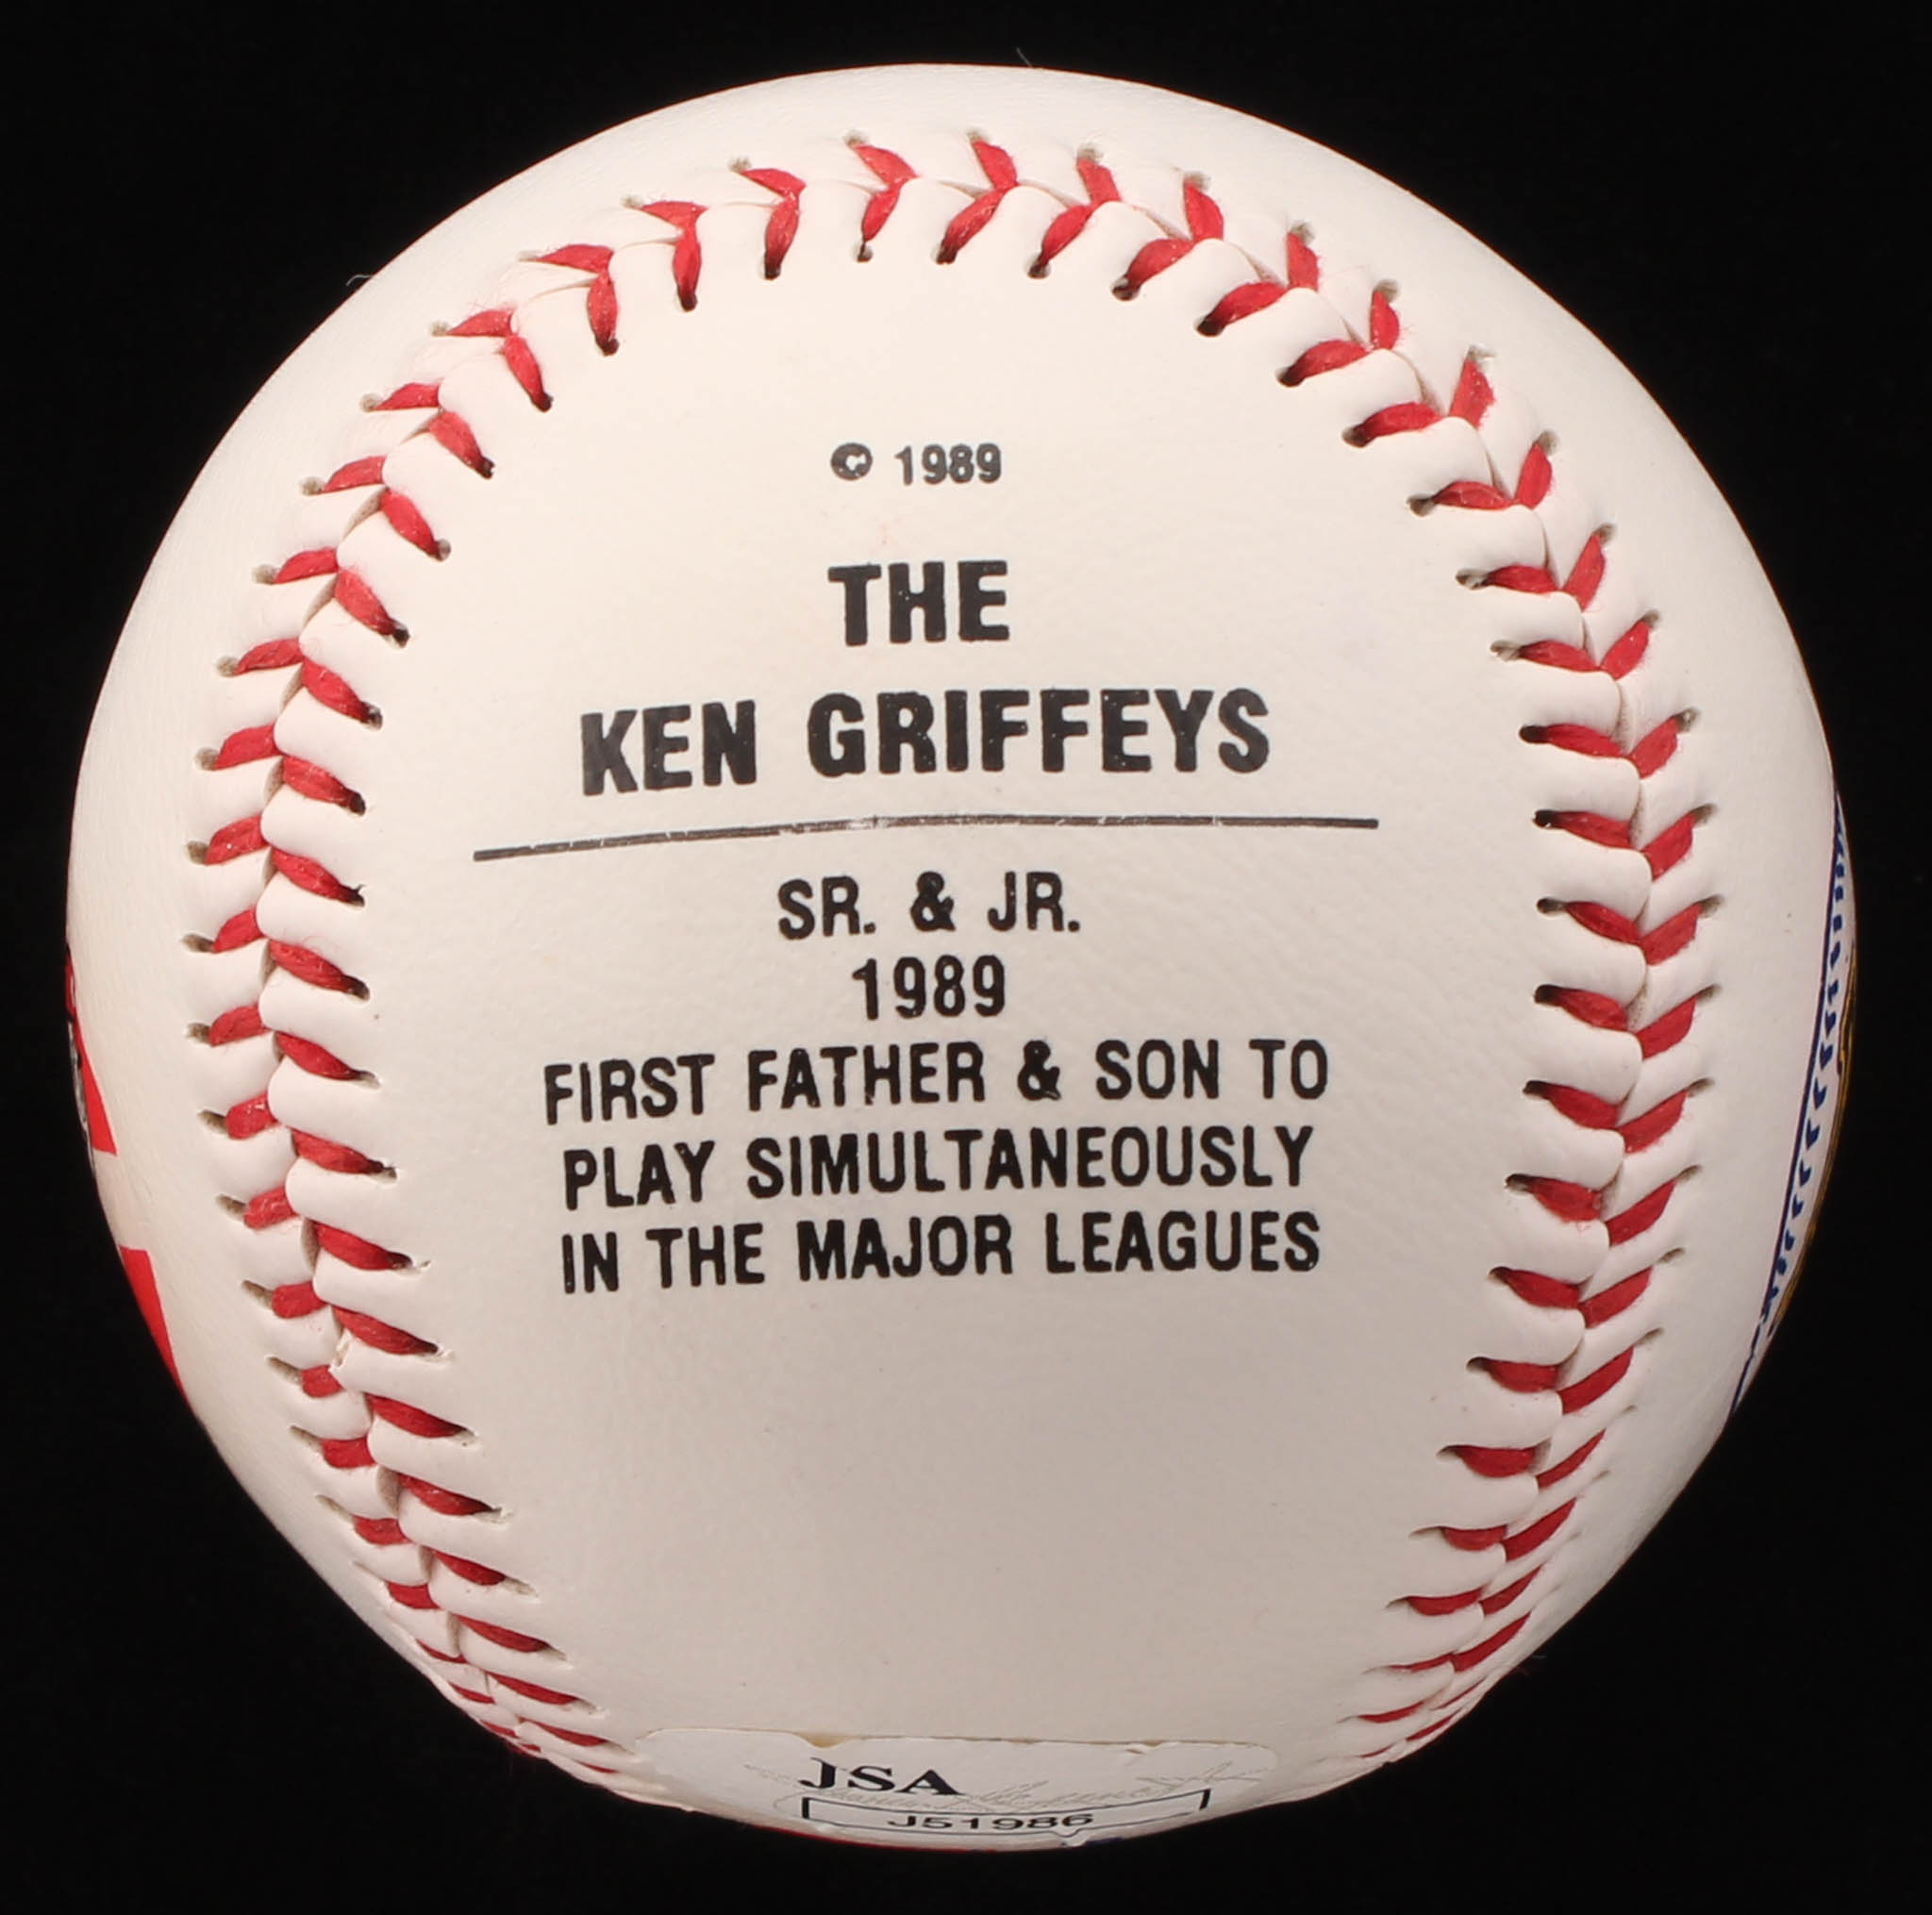 © 1989
THE
KEN GRIFFEYS
SR. & JR.
1989
FIRST FATHER & SON TO
PLAY SIMULTANEOUSLY
IN THE MAJOR LEAGUES
JSA
J51986